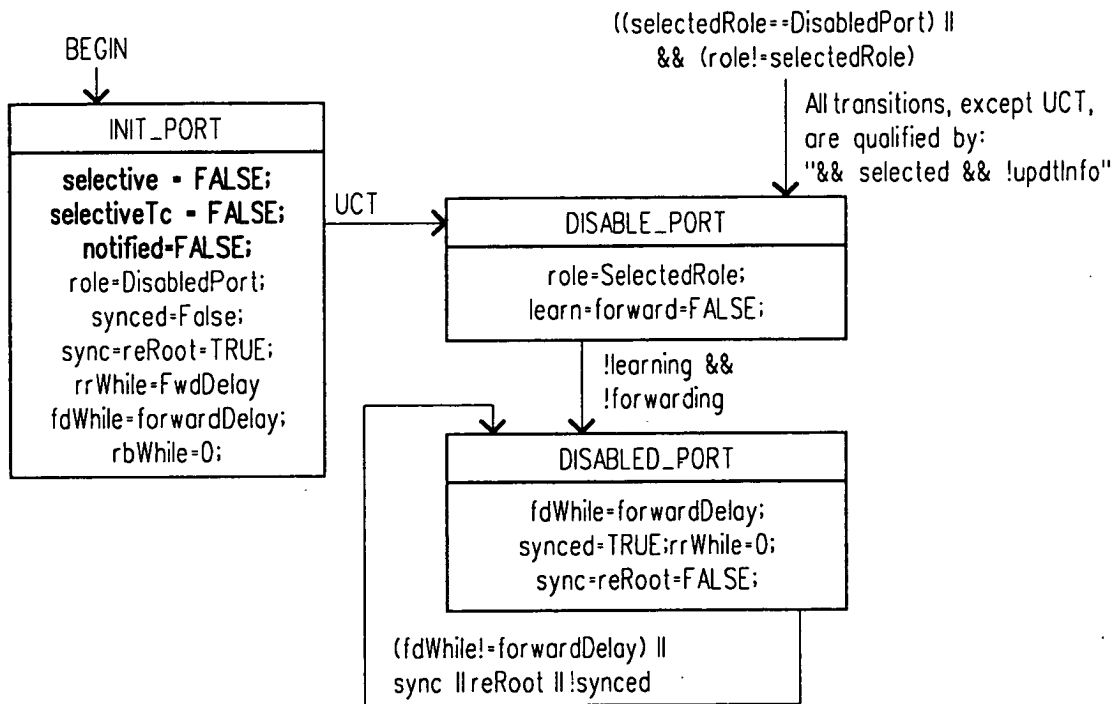 ((selectedRole==DisabledPort) ||
&& (role!=selectedRole)
BEGIN
All transitions, except UCT,
are qualified by:
"&& selected && !updtInfo"
INIT_PORT
selective = FALSE;
selectiveTc = FALSE;
notified=FALSE;
role=DisabledPort;
synced=False;
sync=reRoot=TRUE;
rrWhile=FwdDelay
fdWhile=forwardDelay;
rbWhile=0;
UCT
DISABLE_PORT
role=SelectedRole;
learn=forward=FALSE;
!learning &&
!forwarding
DISABLED_PORT
fdWhile=forwardDelay;
synced=TRUE;rrWhile=0;
sync=reRoot=FALSE;
(fdWhile!=forwardDelay) ||
sync || reRoot || !synced